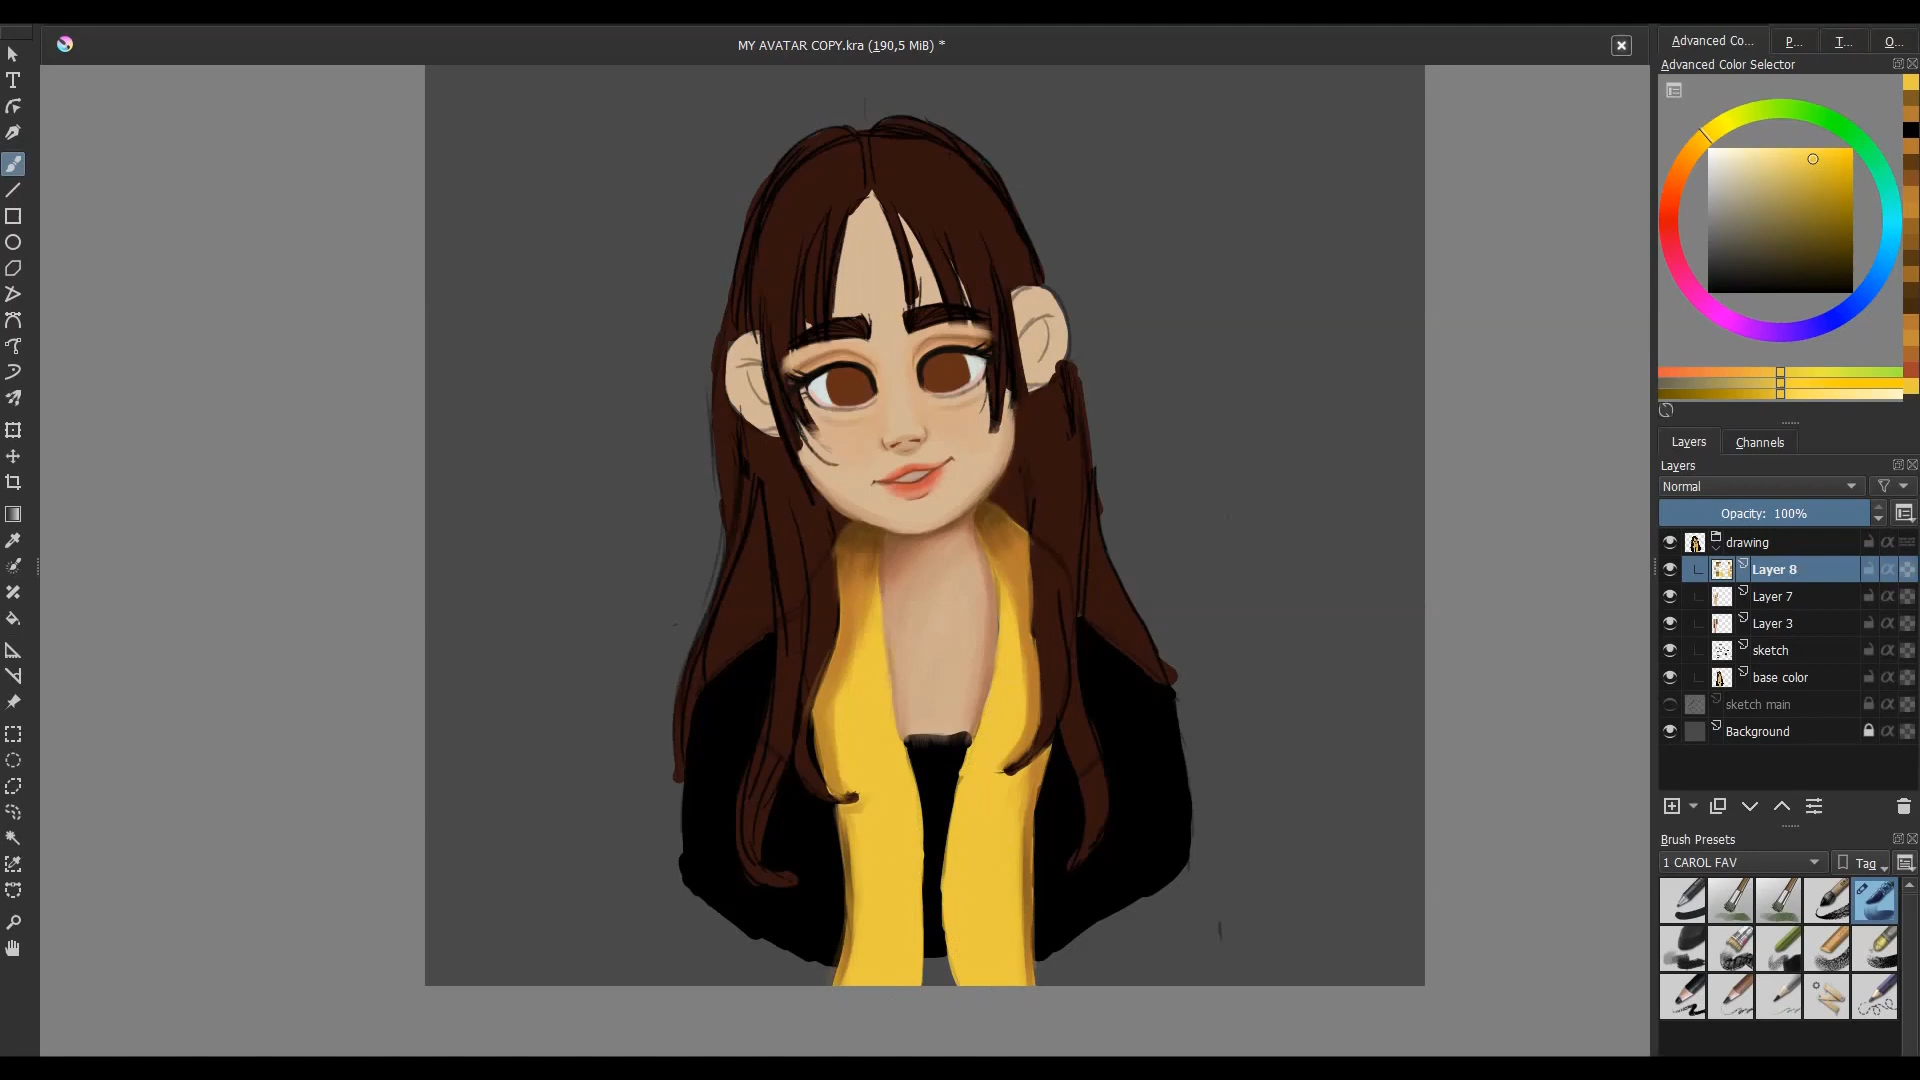 MY AVATAR COPY.kra (190,5 MiB) *
Advanced Co... P... T... O...
Advanced Color Selector
Layers Channels
Layers
Normal
Opacity: 100%
drawing
Layer 8
Layer 7
Layer 3
sketch
base color
sketch main
Background
Brush Presets
1 CAROL FAV Tag